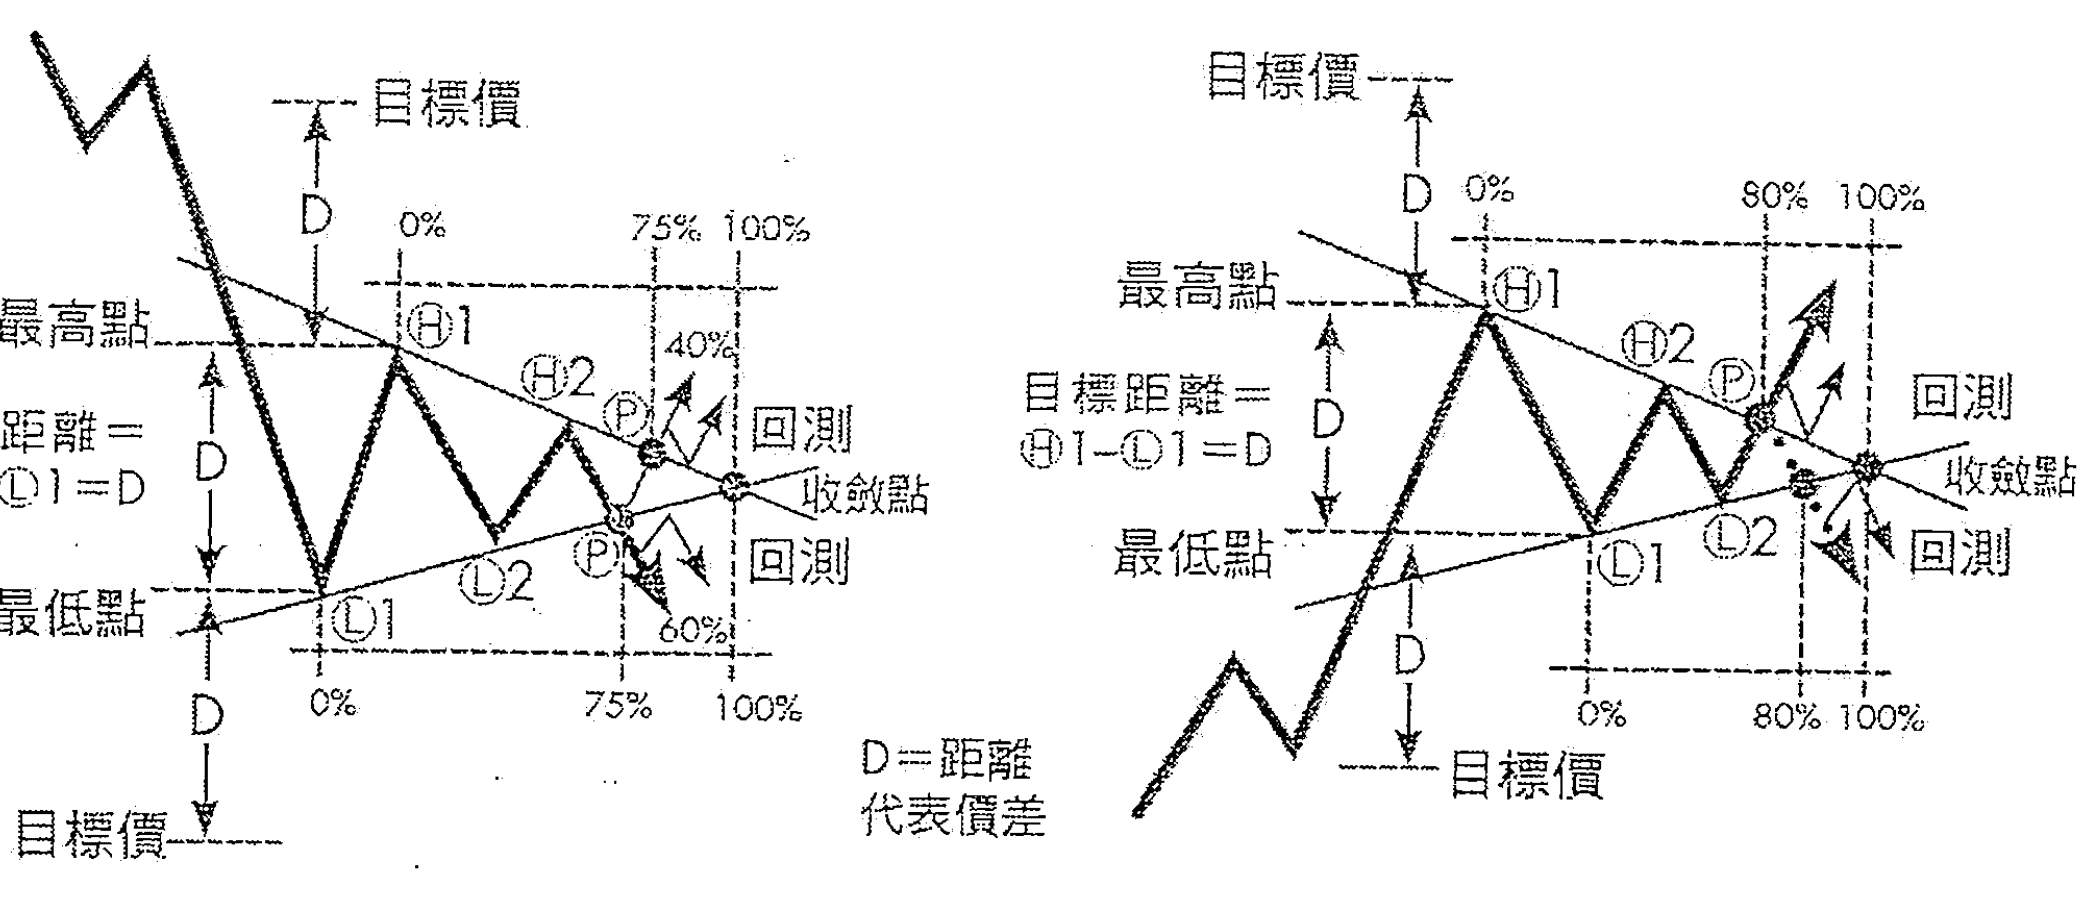 目標價
D
0%
75%
100%
最高點
Ⓗ1
40%
Ⓗ2
Ⓟ
回測
距離＝
Ⓛ1＝D
D
收斂點
Ⓟ
回測
Ⓛ2
最低點
Ⓛ1
60%
D
0%
75%
100%
目標價
D＝距離
代表價差
目標價
D
0%
80%
100%
最高點
Ⓗ1
Ⓗ2
Ⓟ
目標距離＝
Ⓗ1–Ⓛ1＝D
D
回測
收斂點
最低點
Ⓛ1
Ⓛ2
回測
D
0%
80%
100%
目標價